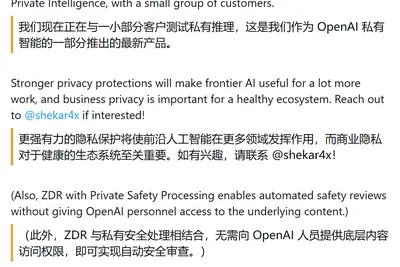 Private Intelligence, with a small group of customers.
我们现在正在与一小部分客户测试私有推理，这是我们作为 OpenAI 私有
智能的一部分推出的最新产品。
Stronger privacy protections will make frontier AI useful for a lot more
work, and business privacy is important for a healthy ecosystem. Reach out
to @shekar4x if interested!
更强有力的隐私保护将使前沿人工智能在更多领域发挥作用，而商业隐私
对于健康的生态系统至关重要。如有兴趣，请联系 @shekar4x！
(Also, ZDR with Private Safety Processing enables automated safety reviews
without giving OpenAI personnel access to the underlying content.)
（此外，ZDR 与私有安全处理相结合，无需向 OpenAI 人员提供底层内容
访问权限，即可实现自动安全审查。）